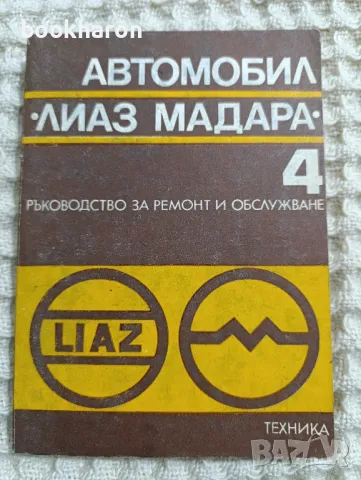 bookharon
АВТОМОБИЛ
·ЛИАЗ МАДАРА·
4
РЪКОВОДСТВО ЗА РЕМОНТ И ОБСЛУЖВАНЕ
LIAZ
ТЕХНИКА